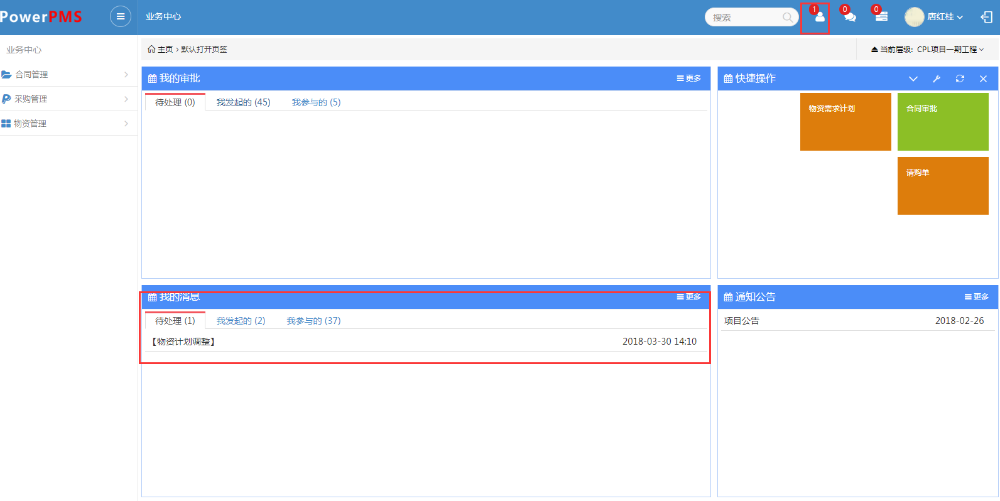 PowerPMS
业务中心
搜索
1
0
0
唐红桂
业务中心
合同管理
采购管理
物资管理
主页 > 默认打开页签
当前层级: CPL项目一期工程
我的审批
更多
待处理 (0)
我发起的 (45)
我参与的 (5)
快捷操作
物资需求计划
合同审批
请购单
我的消息
更多
待处理 (1)
我发起的 (2)
我参与的 (37)
【物资计划调整】 2018-03-30 14:10
通知公告
更多
项目公告 2018-02-26